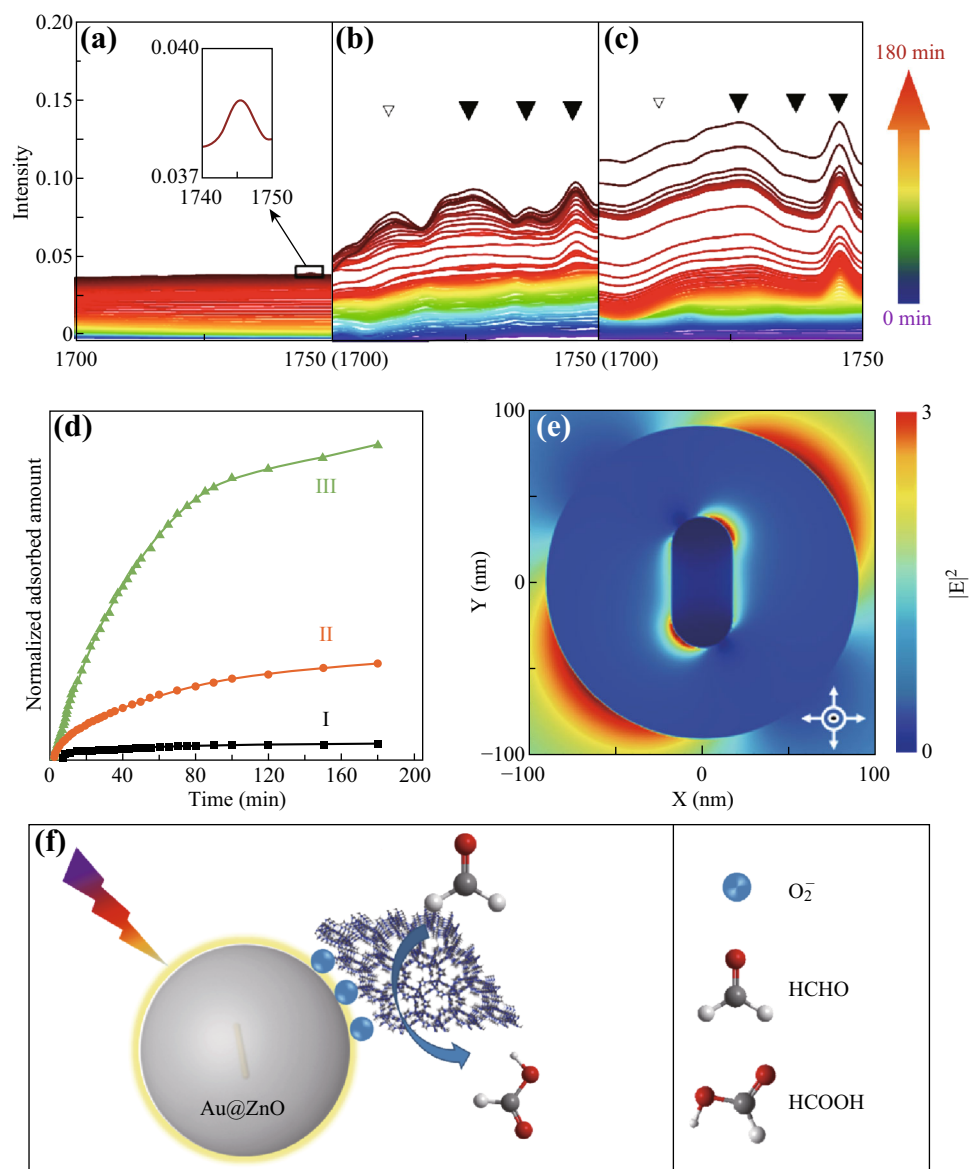 (a)
(b)
(c)
180 min
0.20
0.15
0.10
0.05
0
Intensity
0.040
0.037
1740
1750
1700
1750 (1700)
1750 (1700)
1750
0 min
(d)
III
II
I
Normalized adsorbed amount
0
40
80
120
160
200
Time (min)
(e)
100
50
0
−50
−100
Y (nm)
−100
0
100
X (nm)
3
0
|E|²
(f)
Au@ZnO
O₂⁻
HCHO
HCOOH